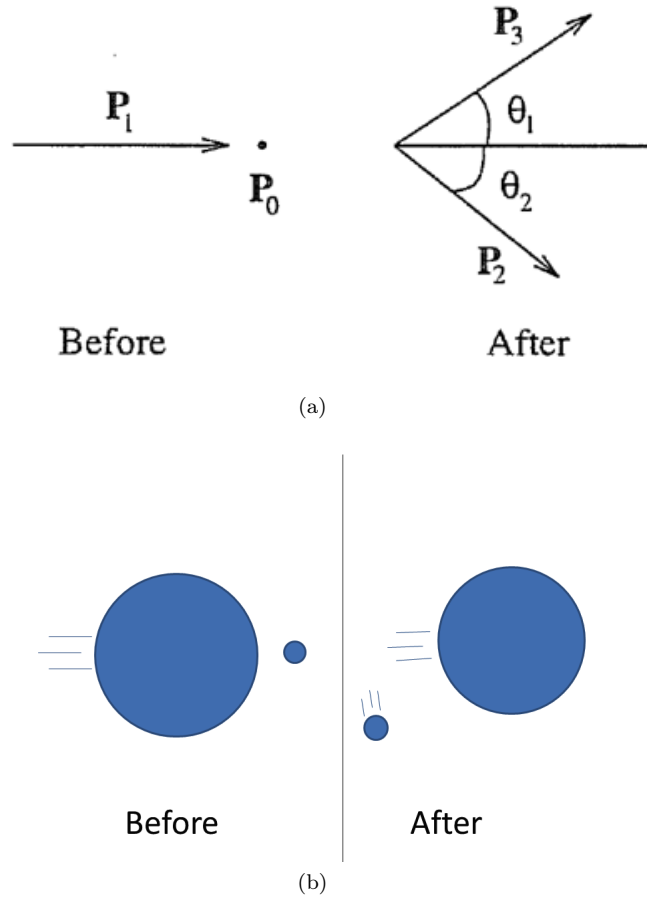 P₃
P₁
θ₁
P₀
θ₂
P₂
Before After
(a)
Before After
(b)